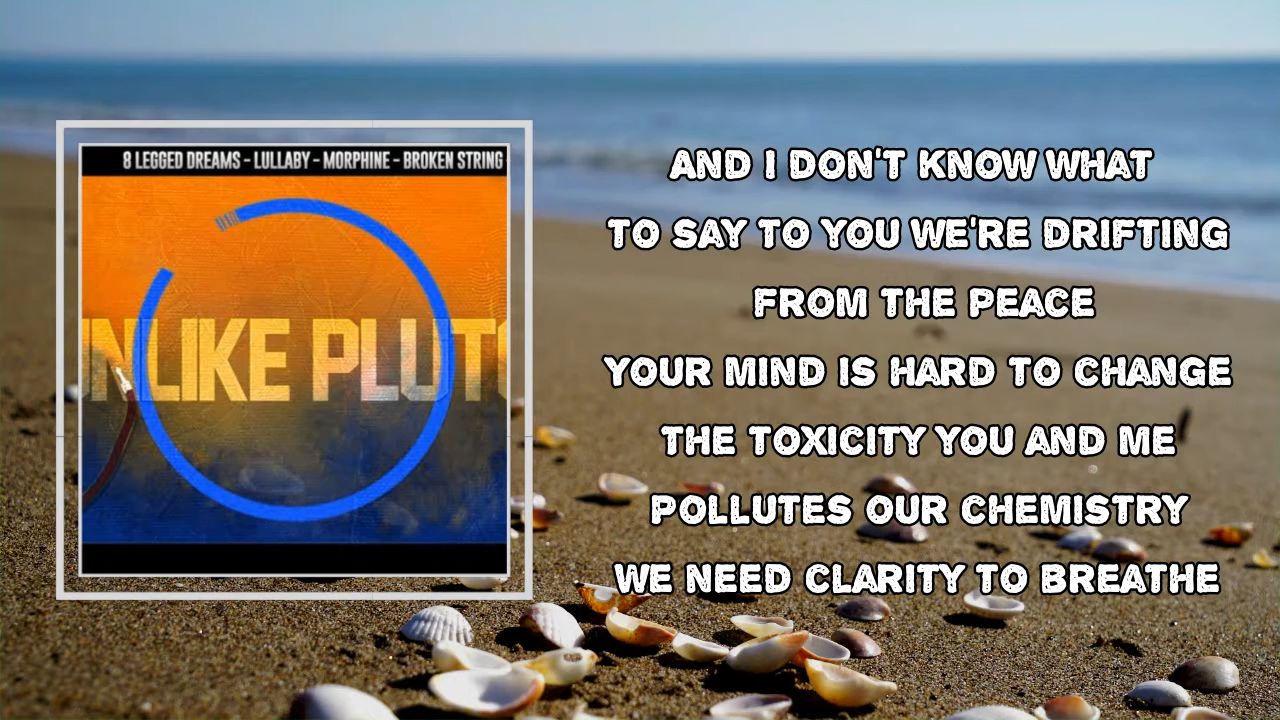 8 LEGGED DREAMS - LULLABY - MORPHINE - BROKEN STRING
UNLIKE PLUTO
AND I DON'T KNOW WHAT
TO SAY TO YOU WE'RE DRIFTING
FROM THE PEACE
YOUR MIND IS HARD TO CHANGE
THE TOXICITY YOU AND ME
POLLUTES OUR CHEMISTRY
WE NEED CLARITY TO BREATHE